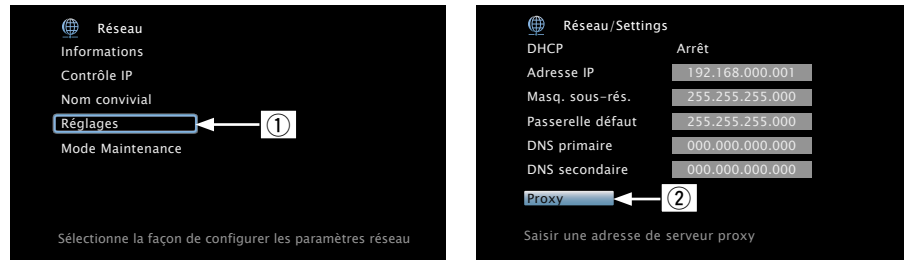 Réseau
Informations
Contrôle IP
Nom convivial
Réglages
①
Mode Maintenance
Sélectionne la façon de configurer les paramètres réseau
Réseau/Settings
DHCP Arrêt
Adresse IP 192.168.000.001
Masq. sous-rés. 255.255.255.000
Passerelle défaut 255.255.255.000
DNS primaire 000.000.000.000
DNS secondaire 000.000.000.000
Proxy
②
Saisir une adresse de serveur proxy